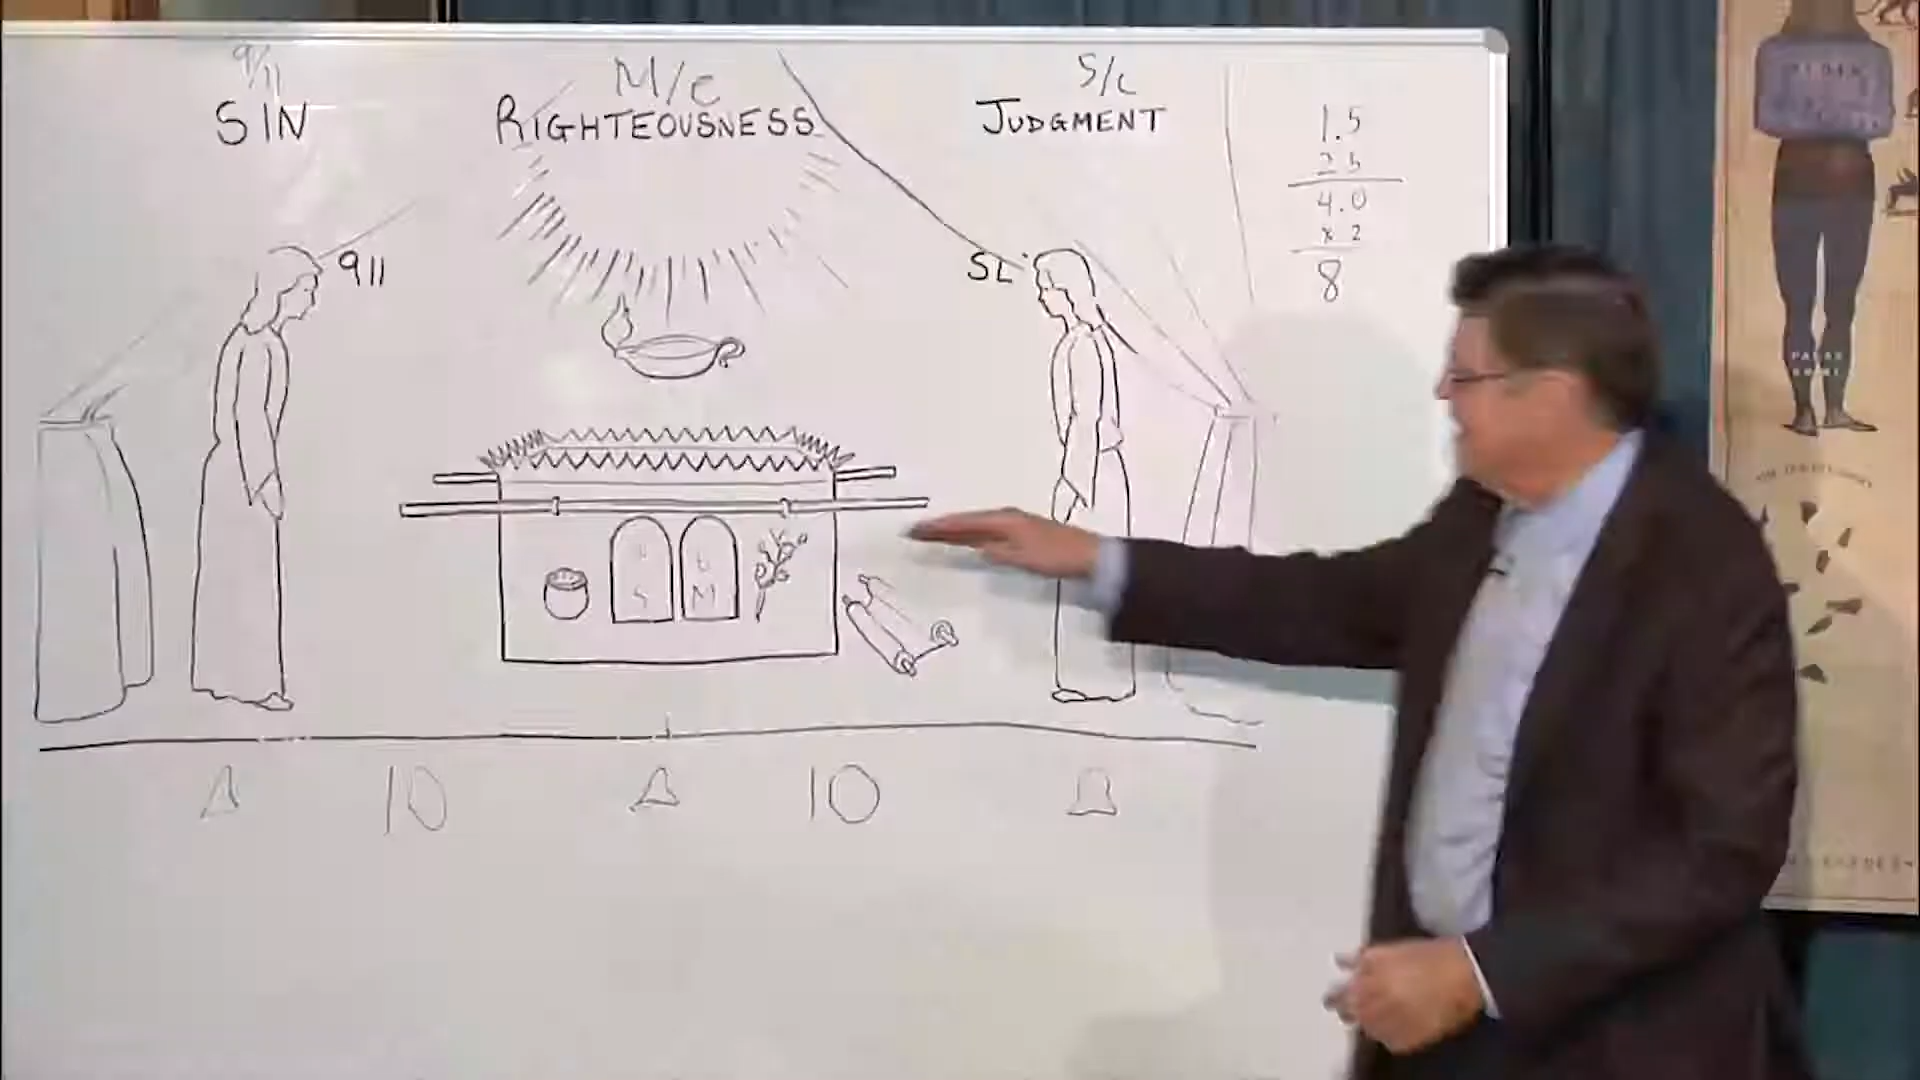 9/11
SIN
M/C
RIGHTEOUSNESS
S/L
JUDGMENT
1.5
2 5
4.0
x 2
8
911
SL
S
M
10
10